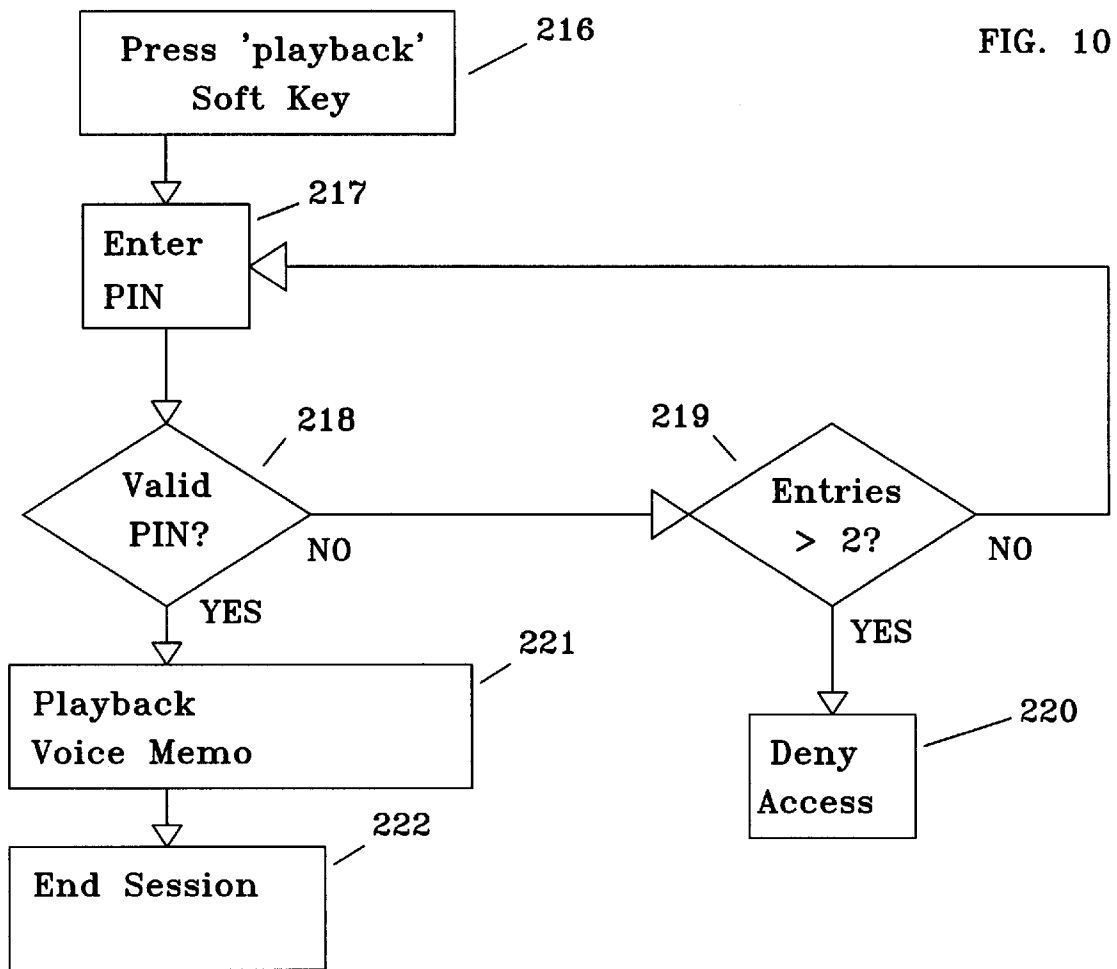 Press 'playback'
Soft Key
216
FIG. 10
217
Enter
PIN
218
Valid
PIN?
NO
YES
219
Entries
> 2?
NO
YES
221
Playback
Voice Memo
220
Deny
Access
222
End Session